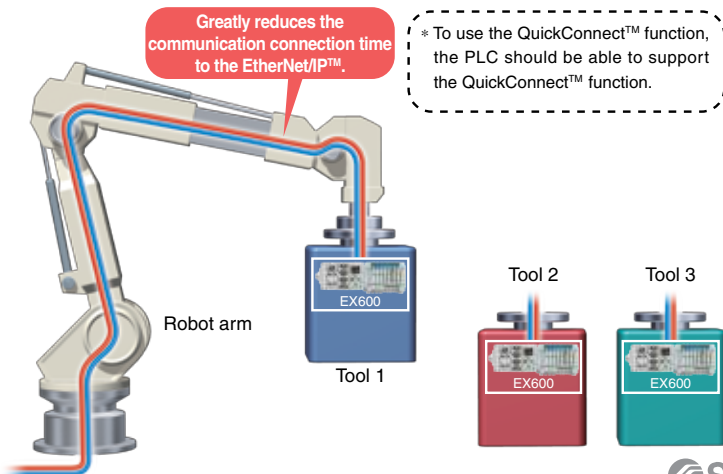 Greatly reduces the
communication connection time
to the EtherNet/IP™.
* To use the QuickConnect™ function,
the PLC should be able to support
the QuickConnect™ function.
EX600
Tool 1
Robot arm
Tool 2
EX600
Tool 3
EX600